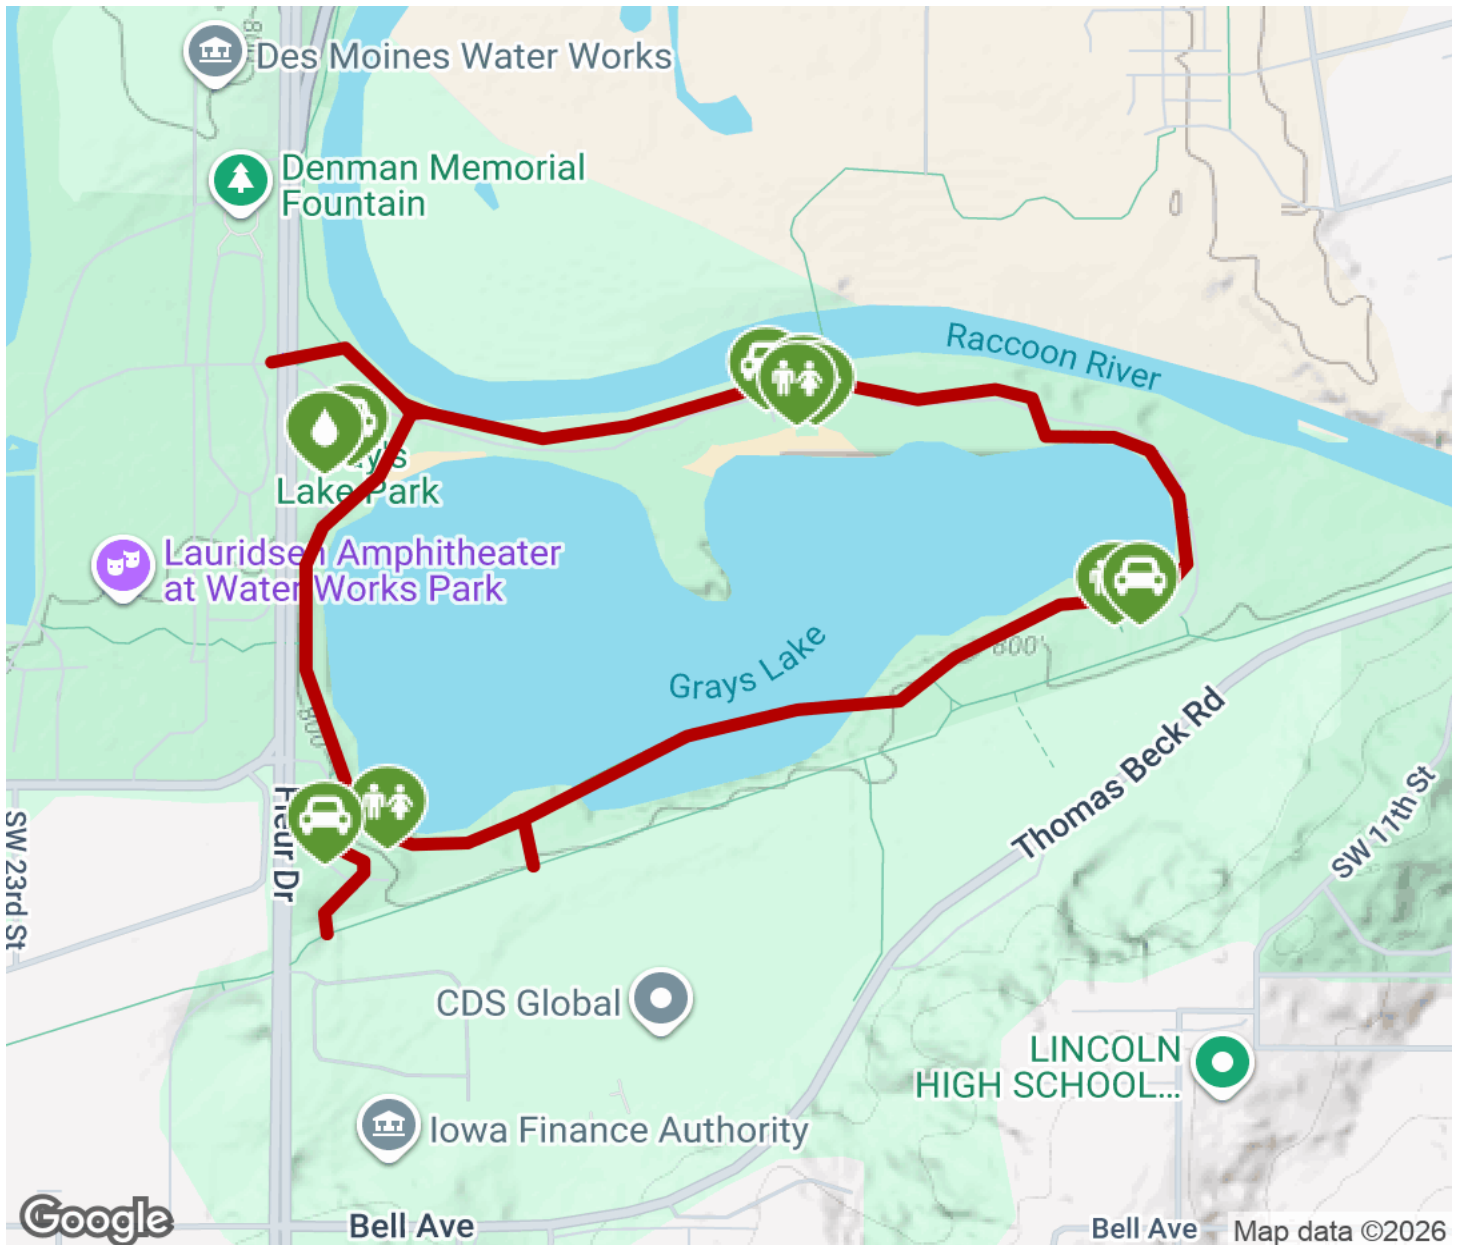 Des Moines Water Works
Denman Memorial
Fountain
Raccoon River
Lake Park
Lauridsen Amphitheater
at Water Works Park
Grays Lake
800'
800'
Thomas Beck Rd
SW 11th St
Fleur Dr
SW 23rd St
CDS Global
LINCOLN
HIGH SCHOOL...
Iowa Finance Authority
Google
Bell Ave
Bell Ave
Map data ©2026